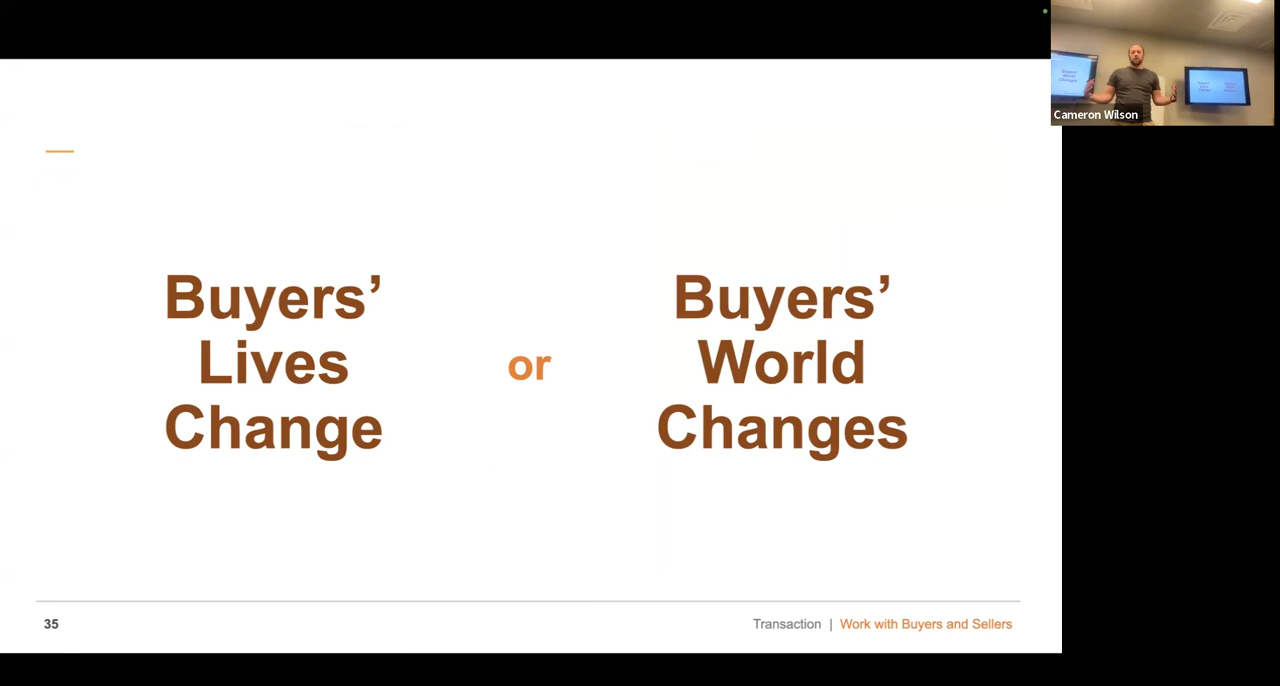 Cameron Wilson
Buyers’
Lives
Change
or
Buyers’
World
Changes
35
Transaction | Work with Buyers and Sellers